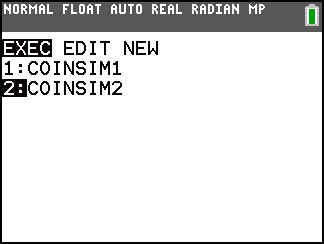 NORMAL FLOAT AUTO REAL RADIAN MP
EXEC EDIT NEW
1:COINSIM1
2:COINSIM2